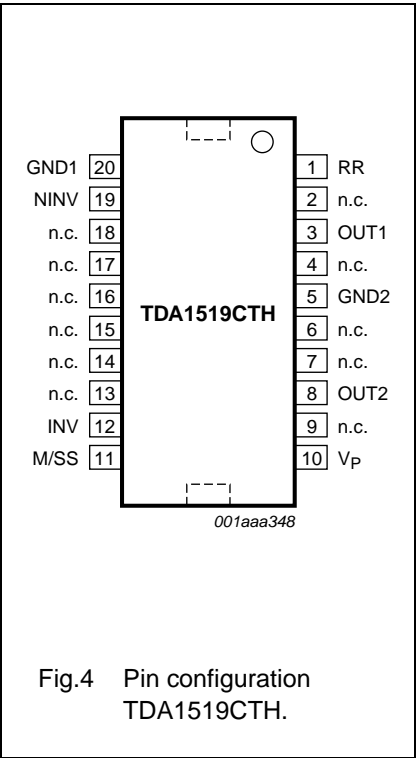 GND1 20 1 RR
NINV 19 2 n.c.
n.c. 18 3 OUT1
n.c. 17 4 n.c.
n.c. 16 5 GND2
n.c. 15 6 n.c.
TDA1519CTH
n.c. 14 7 n.c.
n.c. 13 8 OUT2
INV 12 9 n.c.
M/SS 11 10 VP
001aaa348
Fig.4 Pin configuration
TDA1519CTH.